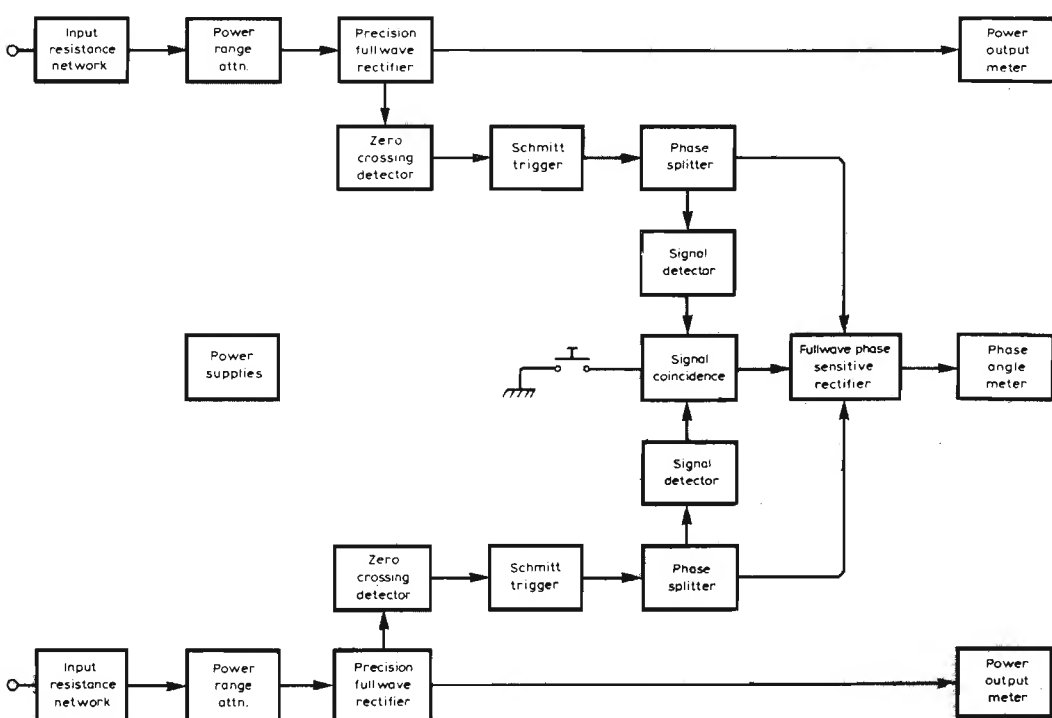 Input
resistance
network
Power
range
attn.
Precision
fullwave
rectifier
Power
output
meter
Zero
crossing
detector
Schmitt
trigger
Phase
splitter
Signal
detector
Power
supplies
Signal
coincidence
Fullwave phase
sensitive
rectifier
Phase
angle
meter
Signal
detector
Zero
crossing
detector
Schmitt
trigger
Phase
splitter
Input
resistance
network
Power
range
attn.
Precision
fullwave
rectifier
Power
output
meter